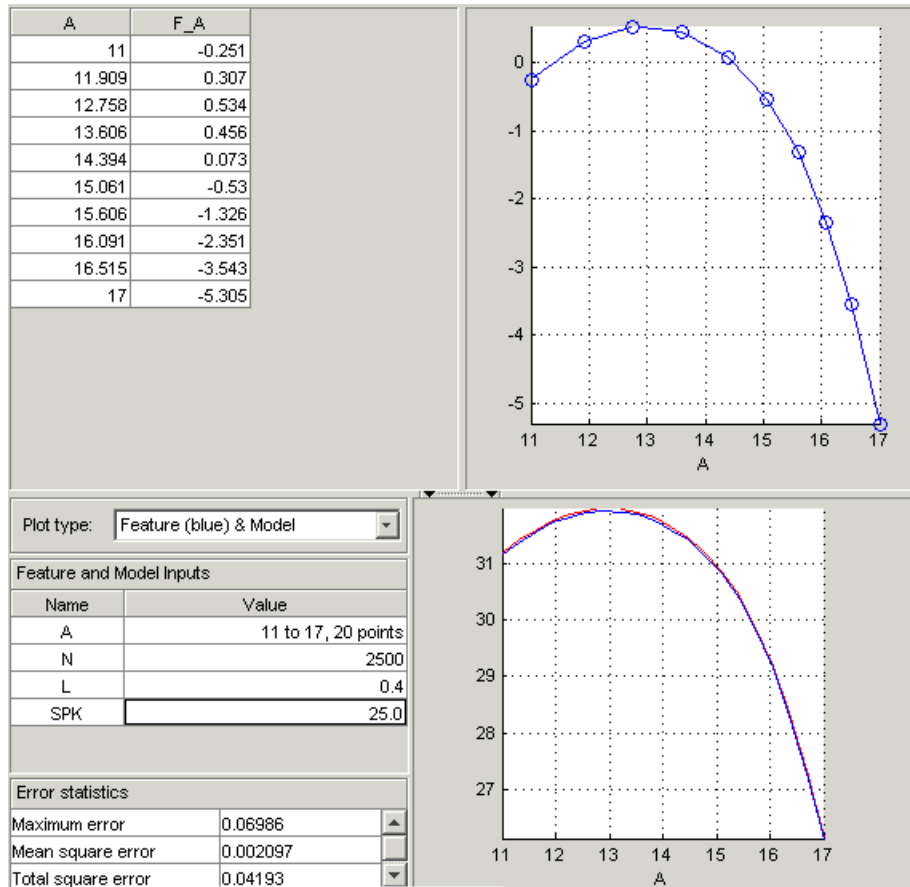 A F_A
11 -0.251
11.909 0.307
12.758 0.534
13.606 0.456
14.394 0.073
15.061 -0.53
15.606 -1.326
16.091 -2.351
16.515 -3.543
17 -5.305
0
-1
-2
-3
-4
-5
11 12 13 14 15 16 17
A
Plot type: Feature (blue) & Model
Feature and Model Inputs
Name Value
A 11 to 17, 20 points
N 2500
L 0.4
SPK 25.0
Error statistics
Maximum error 0.06986
Mean square error 0.002097
Total square error 0.04193
31
30
29
28
27
11 12 13 14 15 16 17
A